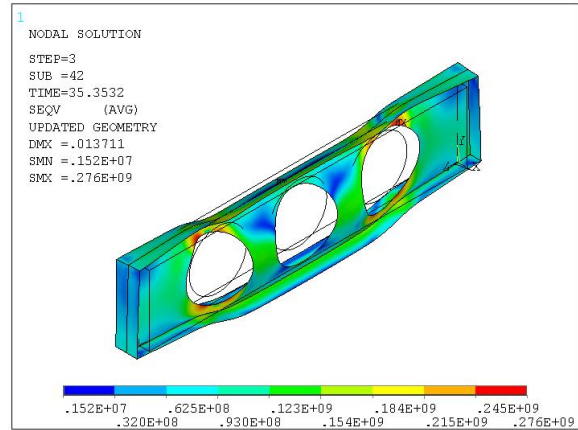 1
NODAL SOLUTION
STEP=3
SUB =42
TIME=35.3532
SEQV (AVG)
UPDATED GEOMETRY
DMX =.013711
SMN =.152E+07
SMX =.276E+09
MX
Y
Z X
.152E+07 .625E+08 .123E+09 .184E+09 .245E+09
.320E+08 .930E+08 .154E+09 .215E+09 .276E+09